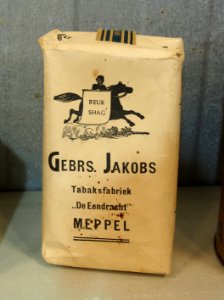 REUK
SHAG
GEBRS. JAKOBS
Tabaksfabriek
„De Eendracht"
MEPPEL